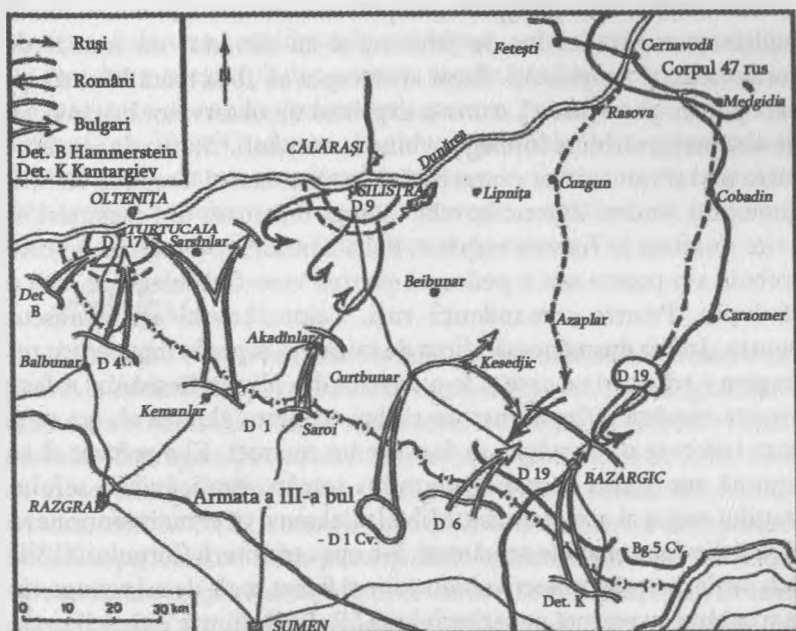 Ruși
Români
Bulgari
Det. B Hammerstein
Det. K Kantargiev
Fetești
Cernavodă
Corpul 47 rus
Medgidia
Rasova
CĂLĂRAȘI
Dunărea
OLTENIȚA
SILISTRA
D 9
Lipnița
Cuzgun
Cobadin
TURTUCAIA
D 17
Sarsînlar
Beibunar
Det
B
Balbunar
D 4
Akadînlar
Azaplar
Caraomer
Curtbunar
Kesedjic
D 19
Kemanlar
D 1
Saroi
D 19
BAZARGIC
RAZGRAD
Armata a III-a bul
D 1 Cv.
D 6
Bg.5 Cv.
Det. K
0 10 20 30 km
ȘUMEN